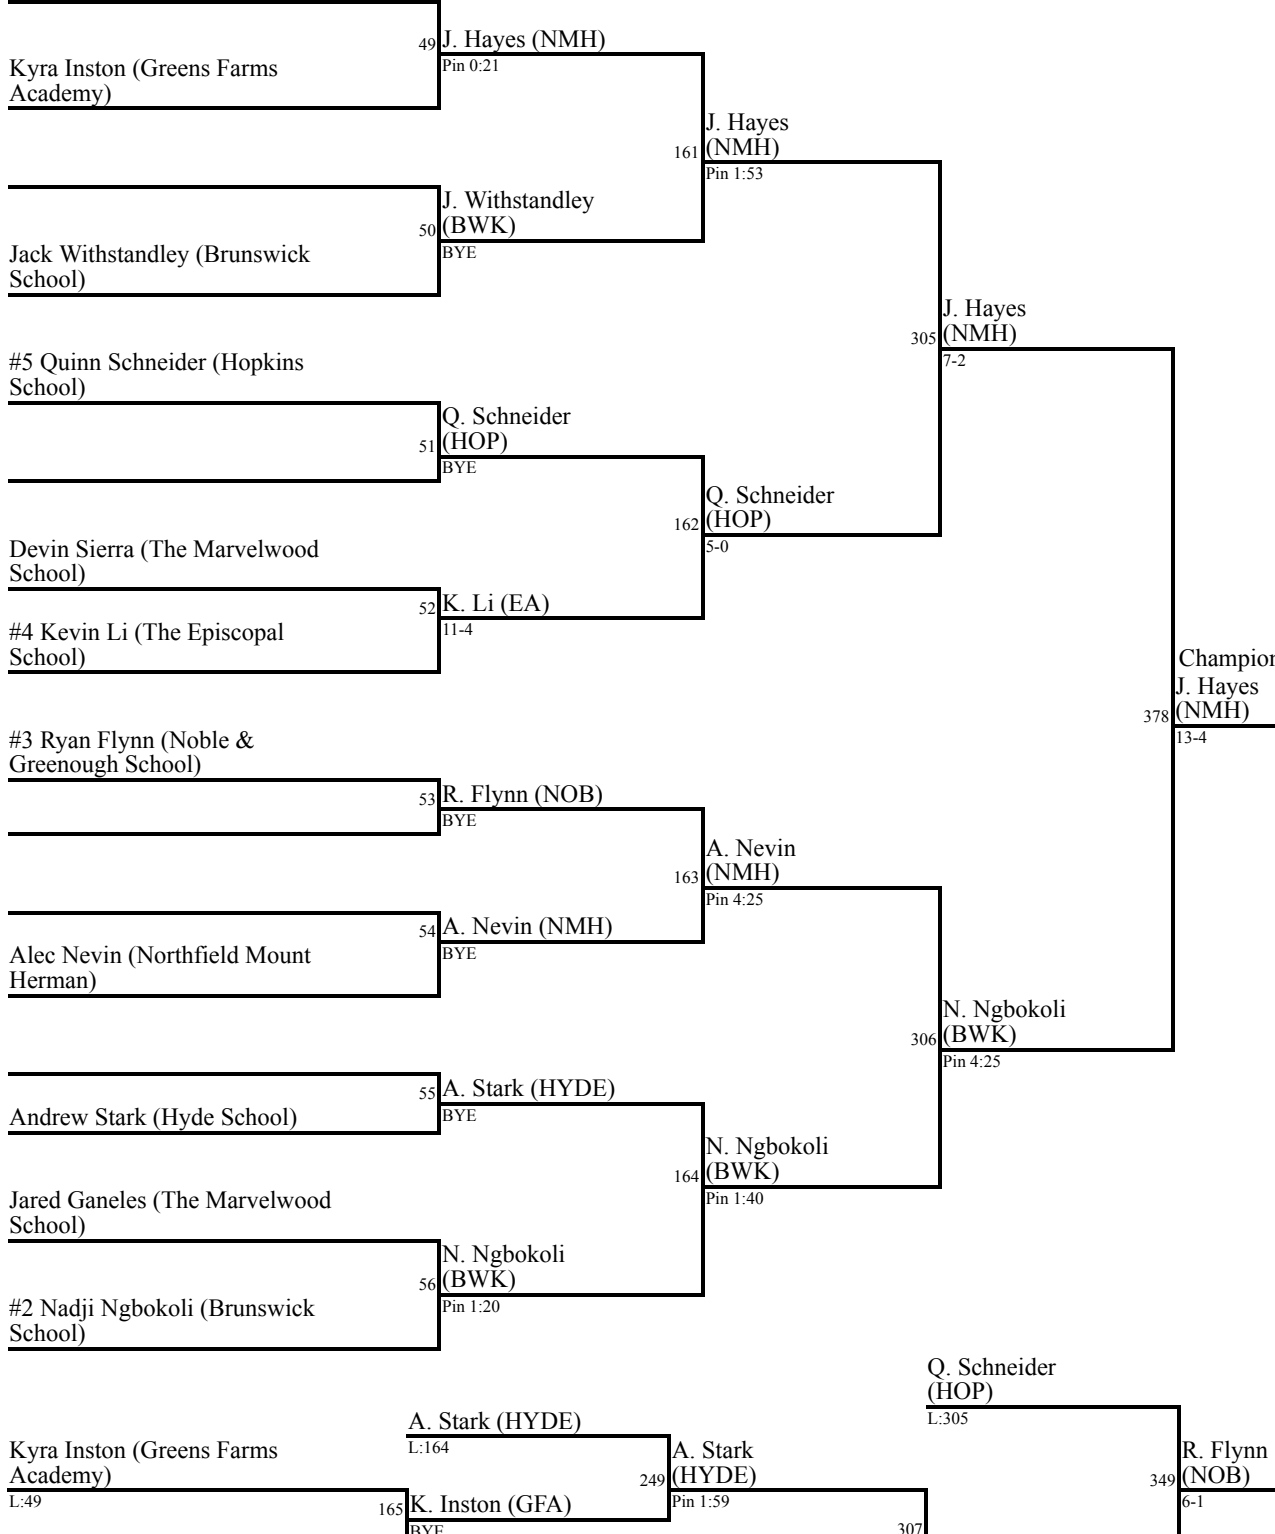 49
J. Hayes (NMH)
Pin 0:21
Kyra Inston (Greens Farms
Academy)
J. Hayes
(NMH)
161
Pin 1:53
J. Withstandley
(BWK)
50
BYE
Jack Withstandley (Brunswick
School)
J. Hayes
(NMH)
305
7-2
#5 Quinn Schneider (Hopkins
School)
Q. Schneider
(HOP)
51
BYE
Q. Schneider
(HOP)
162
5-0
Devin Sierra (The Marvelwood
School)
52
K. Li (EA)
11-4
#4 Kevin Li (The Episcopal
School)
Champion
J. Hayes
(NMH)
378
13-4
#3 Ryan Flynn (Noble &
Greenough School)
53
R. Flynn (NOB)
BYE
A. Nevin
(NMH)
163
Pin 4:25
54
A. Nevin (NMH)
BYE
Alec Nevin (Northfield Mount
Herman)
N. Ngbokoli
(BWK)
306
Pin 4:25
55
A. Stark (HYDE)
BYE
Andrew Stark (Hyde School)
N. Ngbokoli
(BWK)
164
Pin 1:40
Jared Ganeles (The Marvelwood
School)
N. Ngbokoli
(BWK)
56
Pin 1:20
#2 Nadji Ngbokoli (Brunswick
School)
Q. Schneider
(HOP)
L:305
A. Stark (HYDE)
L:164
Kyra Inston (Greens Farms
Academy)
L:49
A. Stark
(HYDE)
249
Pin 1:59
R. Flynn
(NOB)
349
6-1
165
K. Inston (GFA)
BYE
307